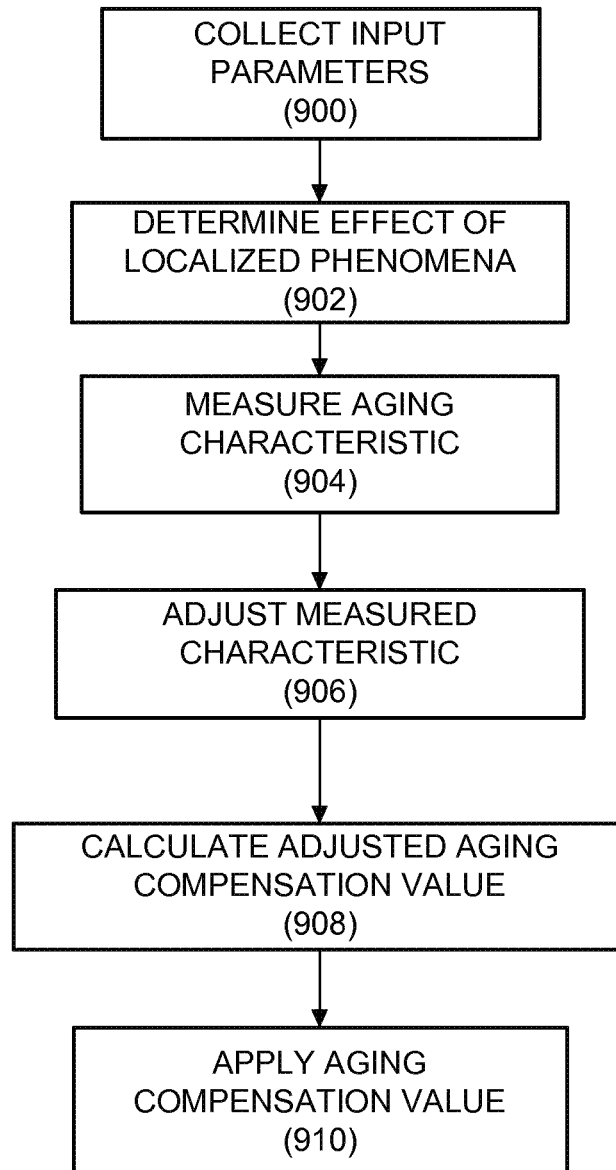 COLLECT INPUT
PARAMETERS
(900)
DETERMINE EFFECT OF
LOCALIZED PHENOMENA
(902)
MEASURE AGING
CHARACTERISTIC
(904)
ADJUST MEASURED
CHARACTERISTIC
(906)
CALCULATE ADJUSTED AGING
COMPENSATION VALUE
(908)
APPLY AGING
COMPENSATION VALUE
(910)